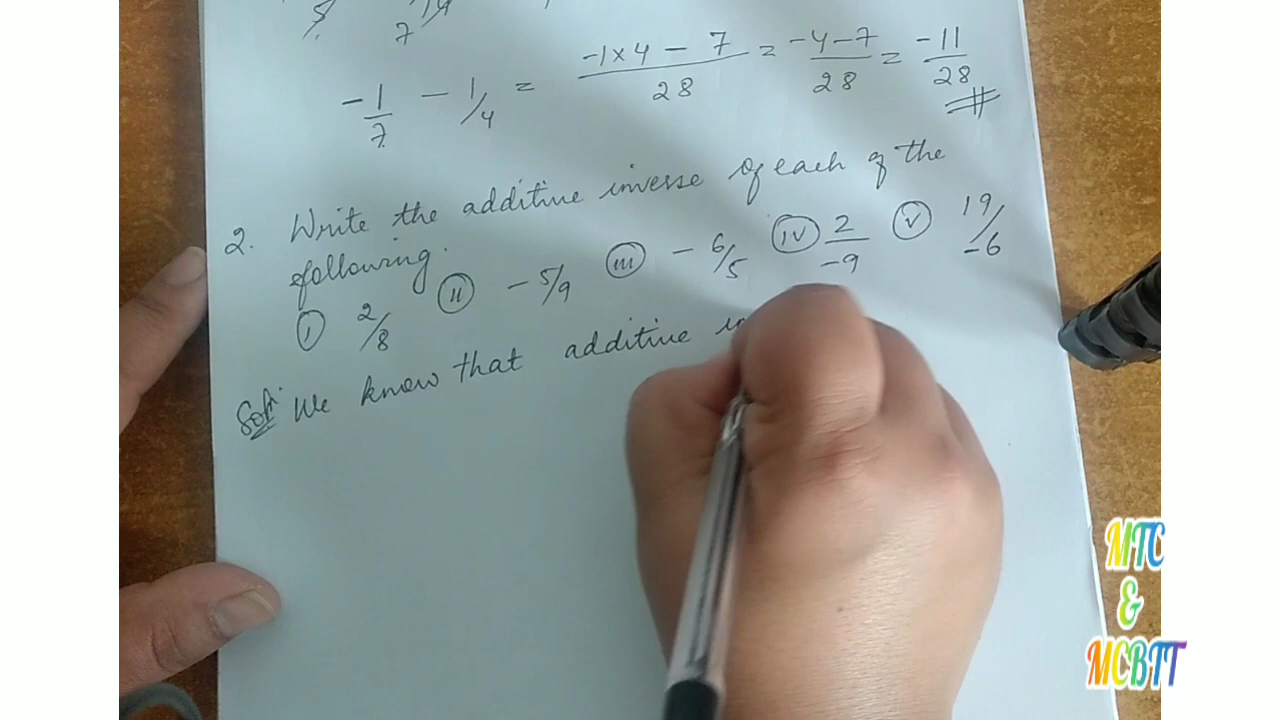 -1/7 - 1/4 = (-1×4 - 7)/28 = (-4-7)/28 = -11/28
2. Write the additive inverse of each of the
following.
(i) 2/8 (ii) -5/9 (iii) -6/5 (iv) 2/-9 (v) 19/-6
Soln. We know that additive in
MTC
&
MCBTT